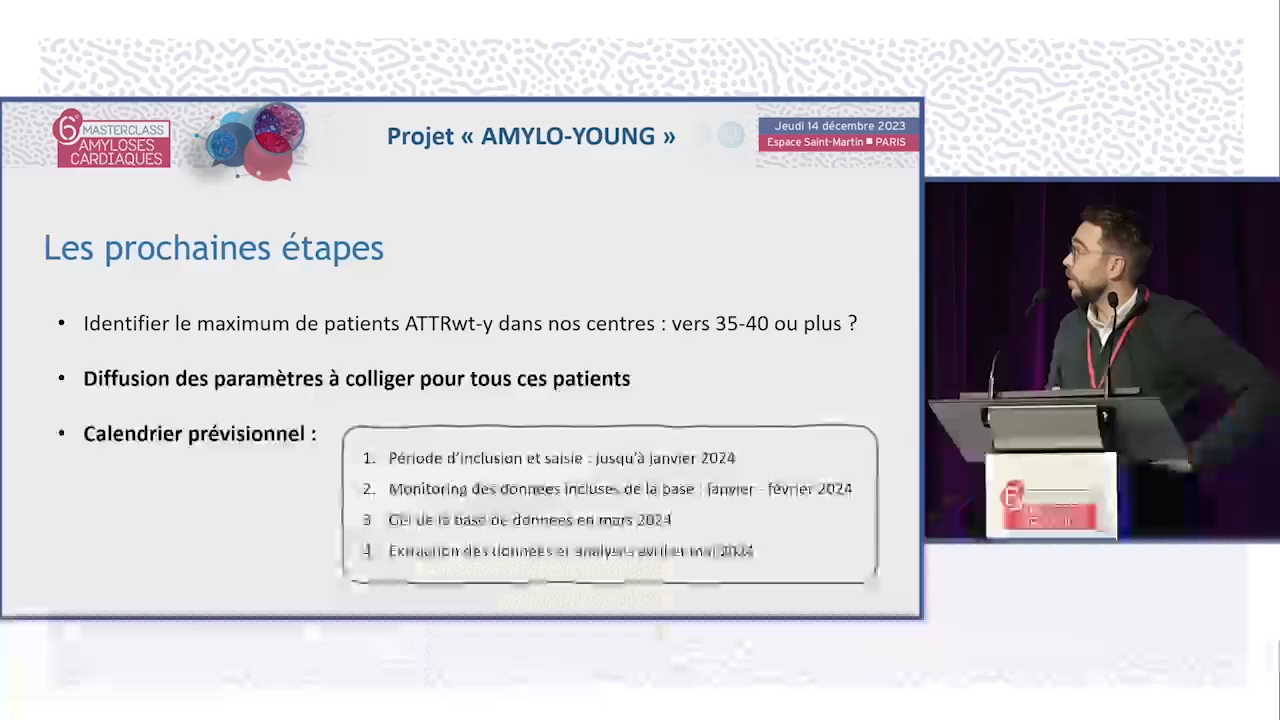 6e
MASTERCLASS
AMYLOSES
CARDIAQUES
Projet « AMYLO-YOUNG »
Jeudi 14 décembre 2023
Espace Saint-Martin ■ PARIS
Les prochaines étapes
• Identifier le maximum de patients ATTRwt-y dans nos centres : vers 35-40 ou plus ?
• Diffusion des paramètres à colliger pour tous ces patients
• Calendrier prévisionnel :
1. Période d'inclusion et saisie : jusqu'à janvier 2024
2. Monitoring des données incluses de la base : janvier - février 2024
3 Gel de la base de données en mars 2024
4 Extraction des données et analyses avril et mai 2024